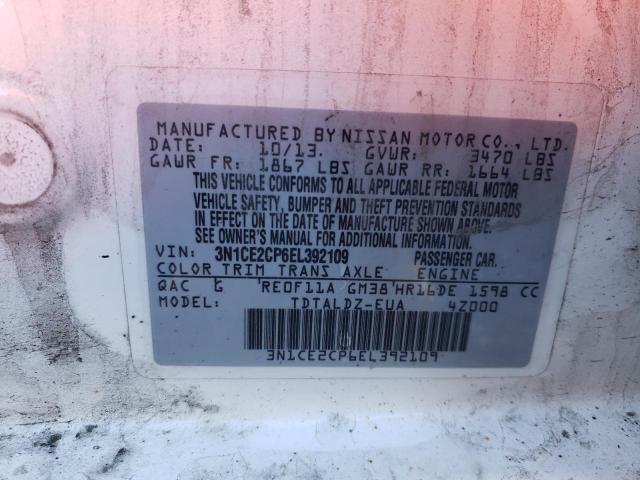 MANUFACTURED BY NISSAN MOTOR CO., LTD.
DATE: 10/13. GVWR: 3470 LBS
GAWR FR: 1867 LBS GAWR RR: 1664 LBS
THIS VEHICLE CONFORMS TO ALL APPLICABLE FEDERAL MOTOR
VEHICLE SAFETY, BUMPER AND THEFT PREVENTION STANDARDS
IN EFFECT ON THE DATE OF MANUFACTURE SHOWN ABOVE.
SEE OWNER'S MANUAL FOR ADDITIONAL INFORMATION.
VIN: 3N1CE2CP6EL392109 PASSENGER CAR.
COLOR TRIM TRANS AXLE ENGINE
QAC G RE0F11A GM38 HR16DE 1598 CC
MODEL: TDTALDZ-EUA 4Z000
3N1CE2CP6EL392109